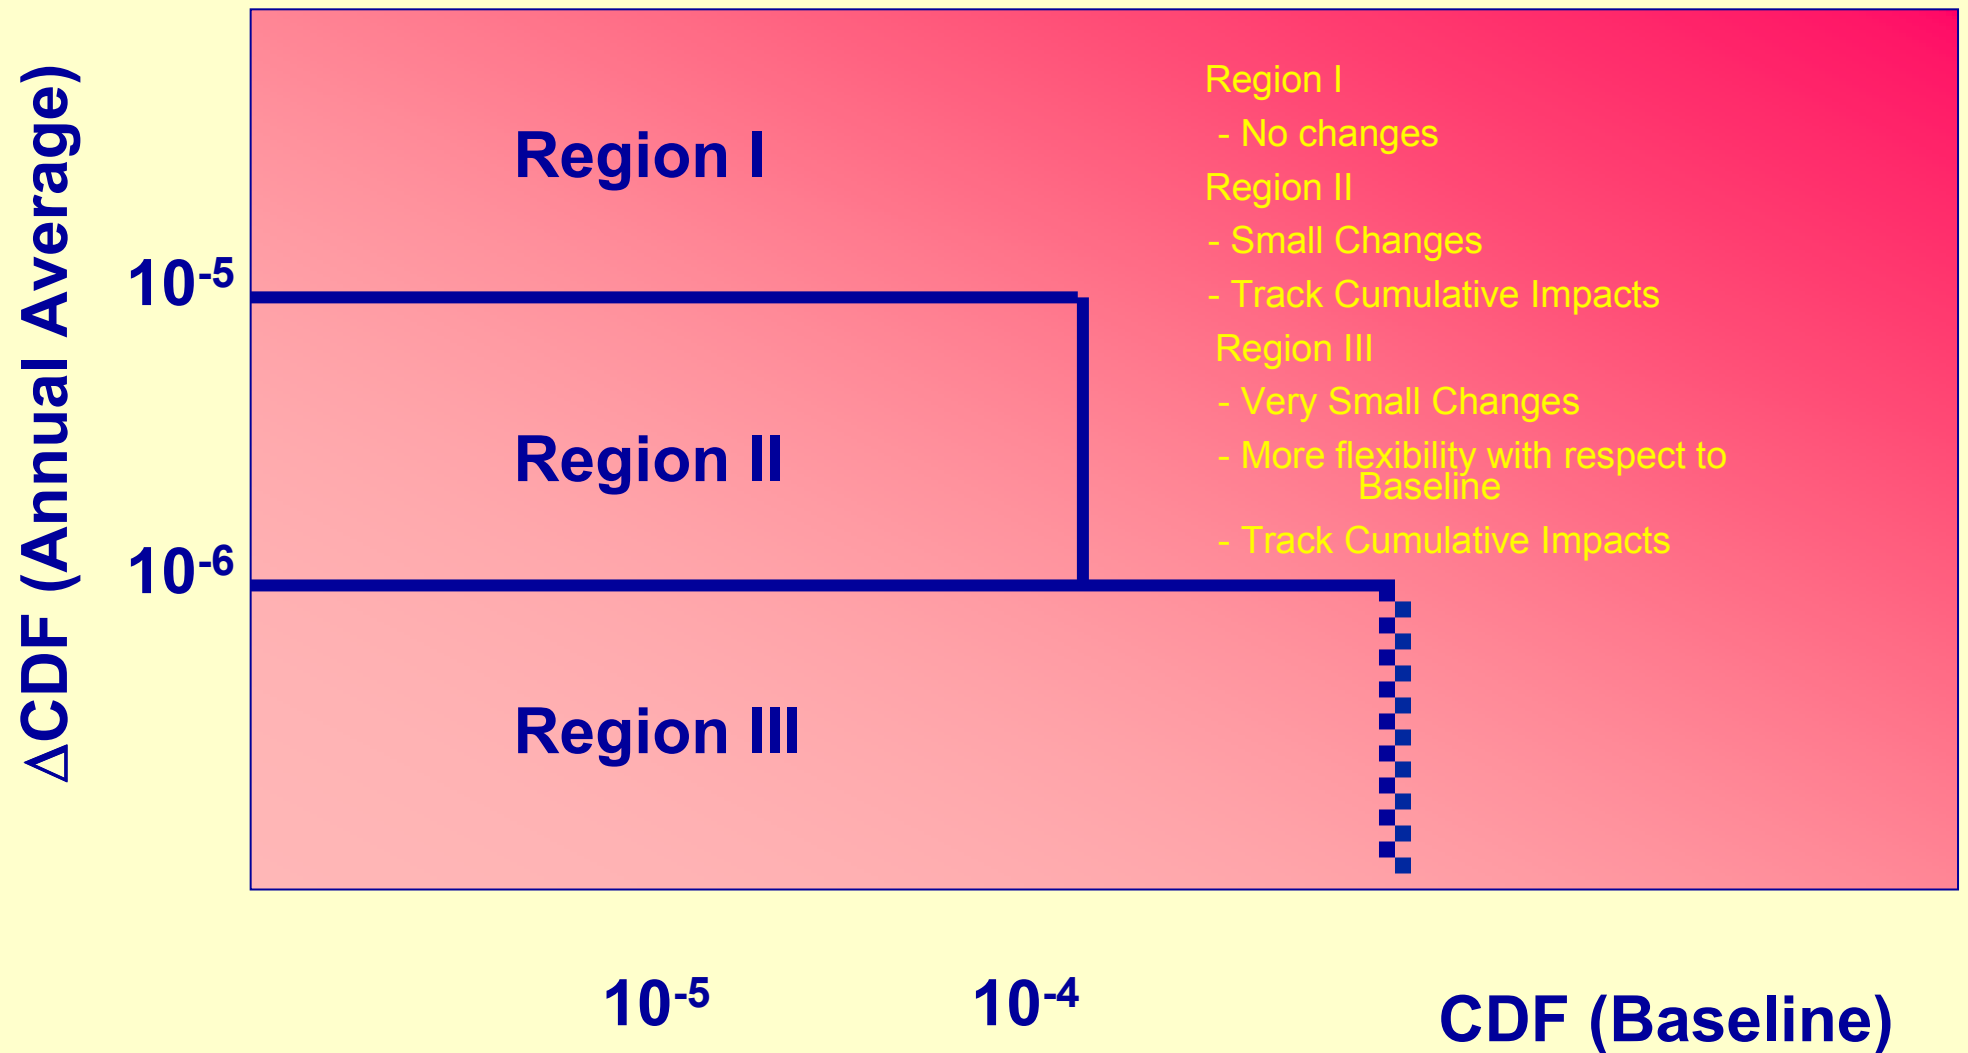 ΔCDF (Annual Average)
Region I
10⁻⁵
Region II
10⁻⁶
Region III
Region I
- No changes
Region II
- Small Changes
- Track Cumulative Impacts
Region III
- Very Small Changes
- More flexibility with respect to
Baseline
- Track Cumulative Impacts
10⁻⁵
10⁻⁴
CDF (Baseline)